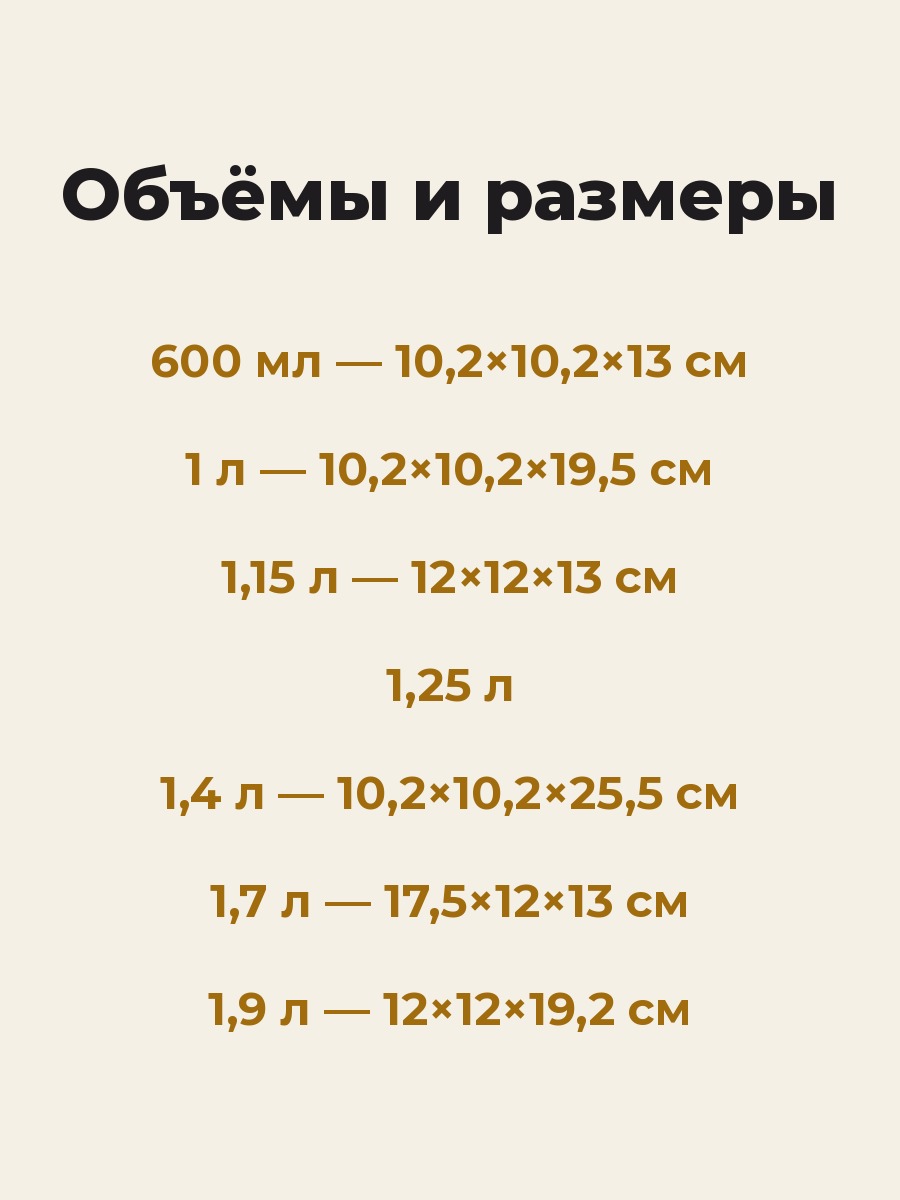 Объёмы и размеры
600 мл — 10,2×10,2×13 см
1 л — 10,2×10,2×19,5 см
1,15 л — 12×12×13 см
1,25 л
1,4 л — 10,2×10,2×25,5 см
1,7 л — 17,5×12×13 см
1,9 л — 12×12×19,2 см